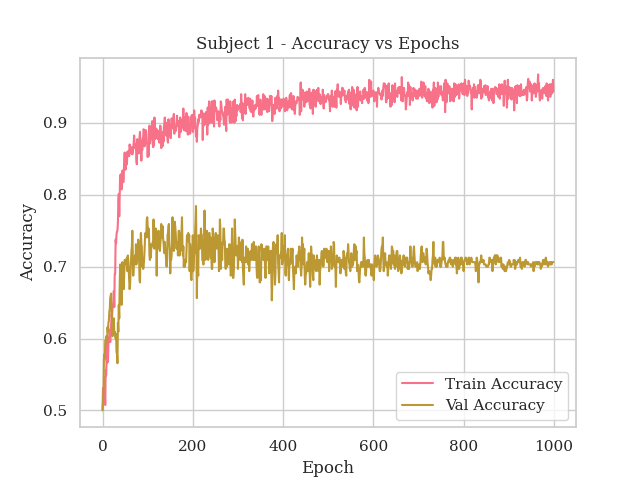 Subject 1 - Accuracy vs Epochs
Accuracy
0.9
0.8
0.7
0.6
0.5
0 200 400 600 800 1000
Epoch
Train Accuracy
Val Accuracy